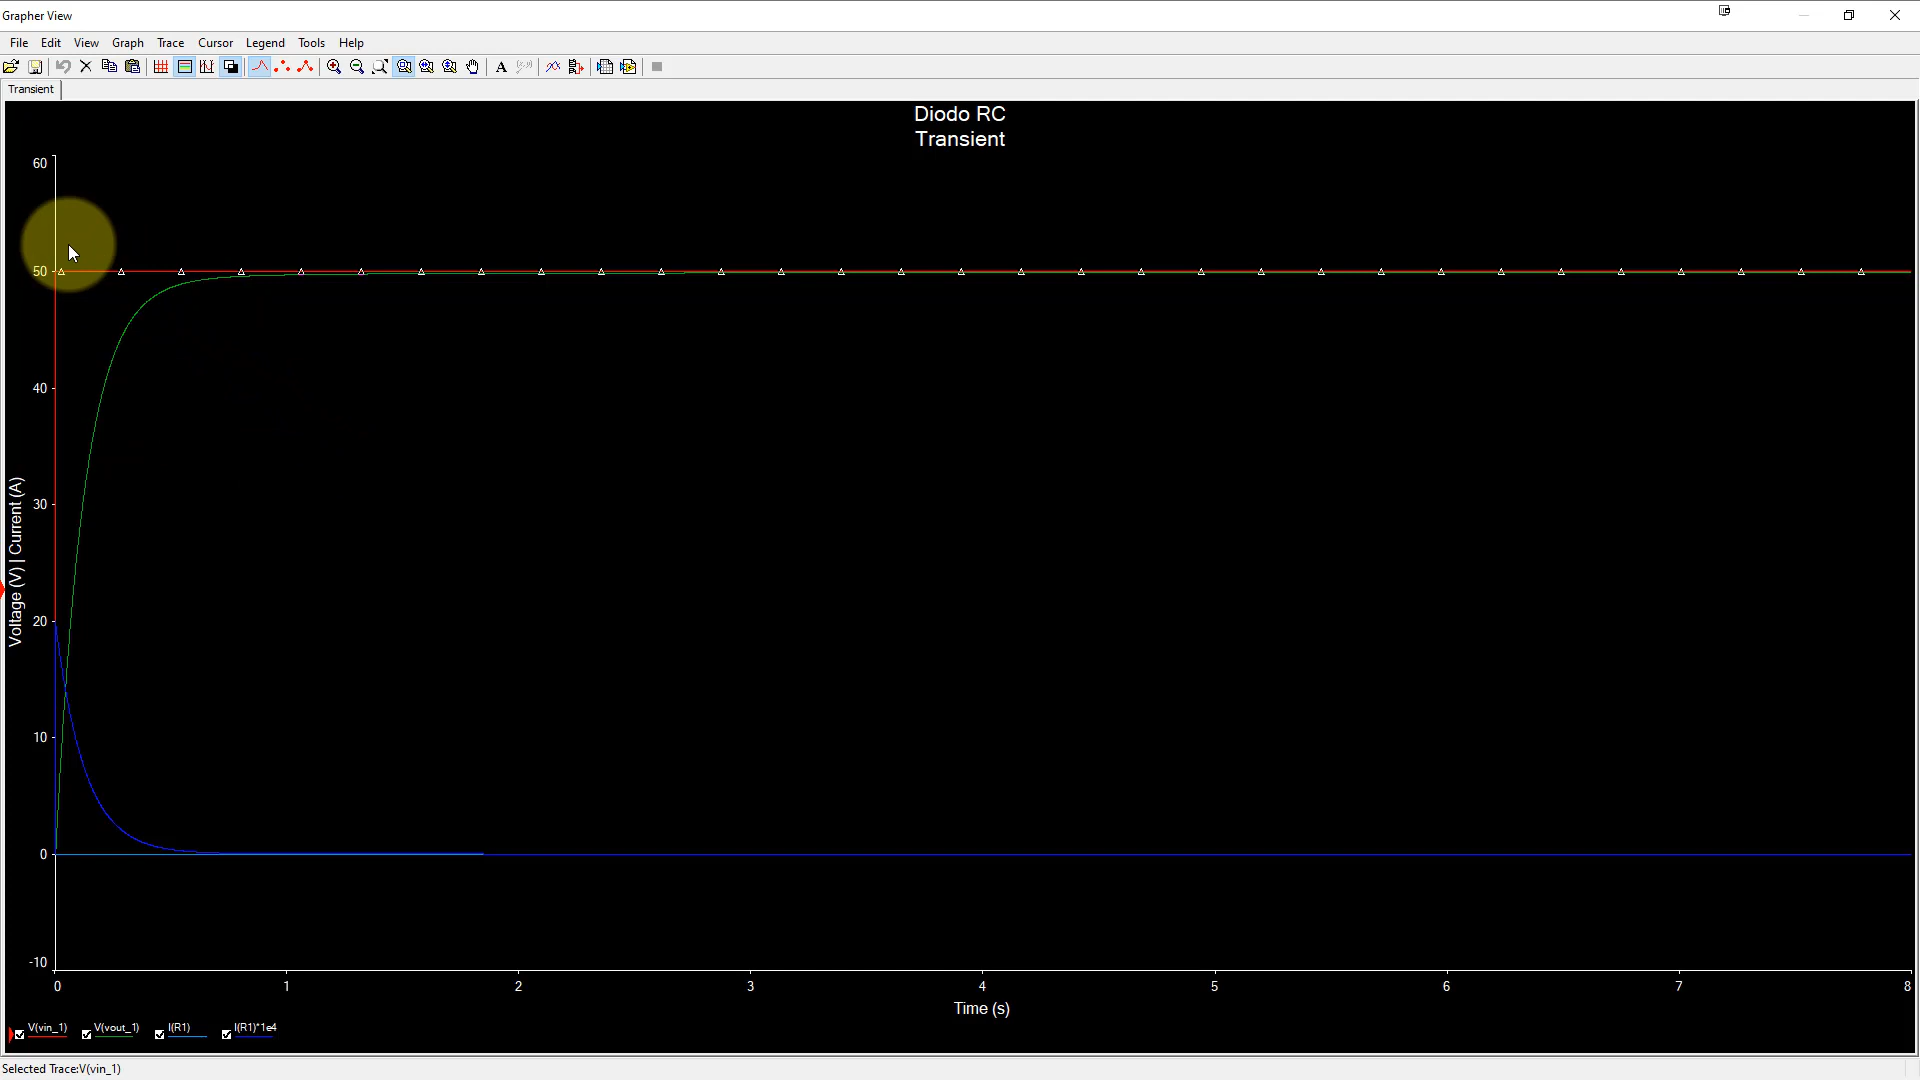 Grapher View
File Edit View Graph Trace Cursor Legend Tools Help
A
Transient
Diodo RC
Transient
60
50
40
30
20
10
0
-10
Voltage (V) | Current (A)
0 1 2 3 4 5 6 7 8
Time (s)
V(vin_1) V(vout_1) I(R1) I(R1)*1e4
Selected Trace:V(vin_1)